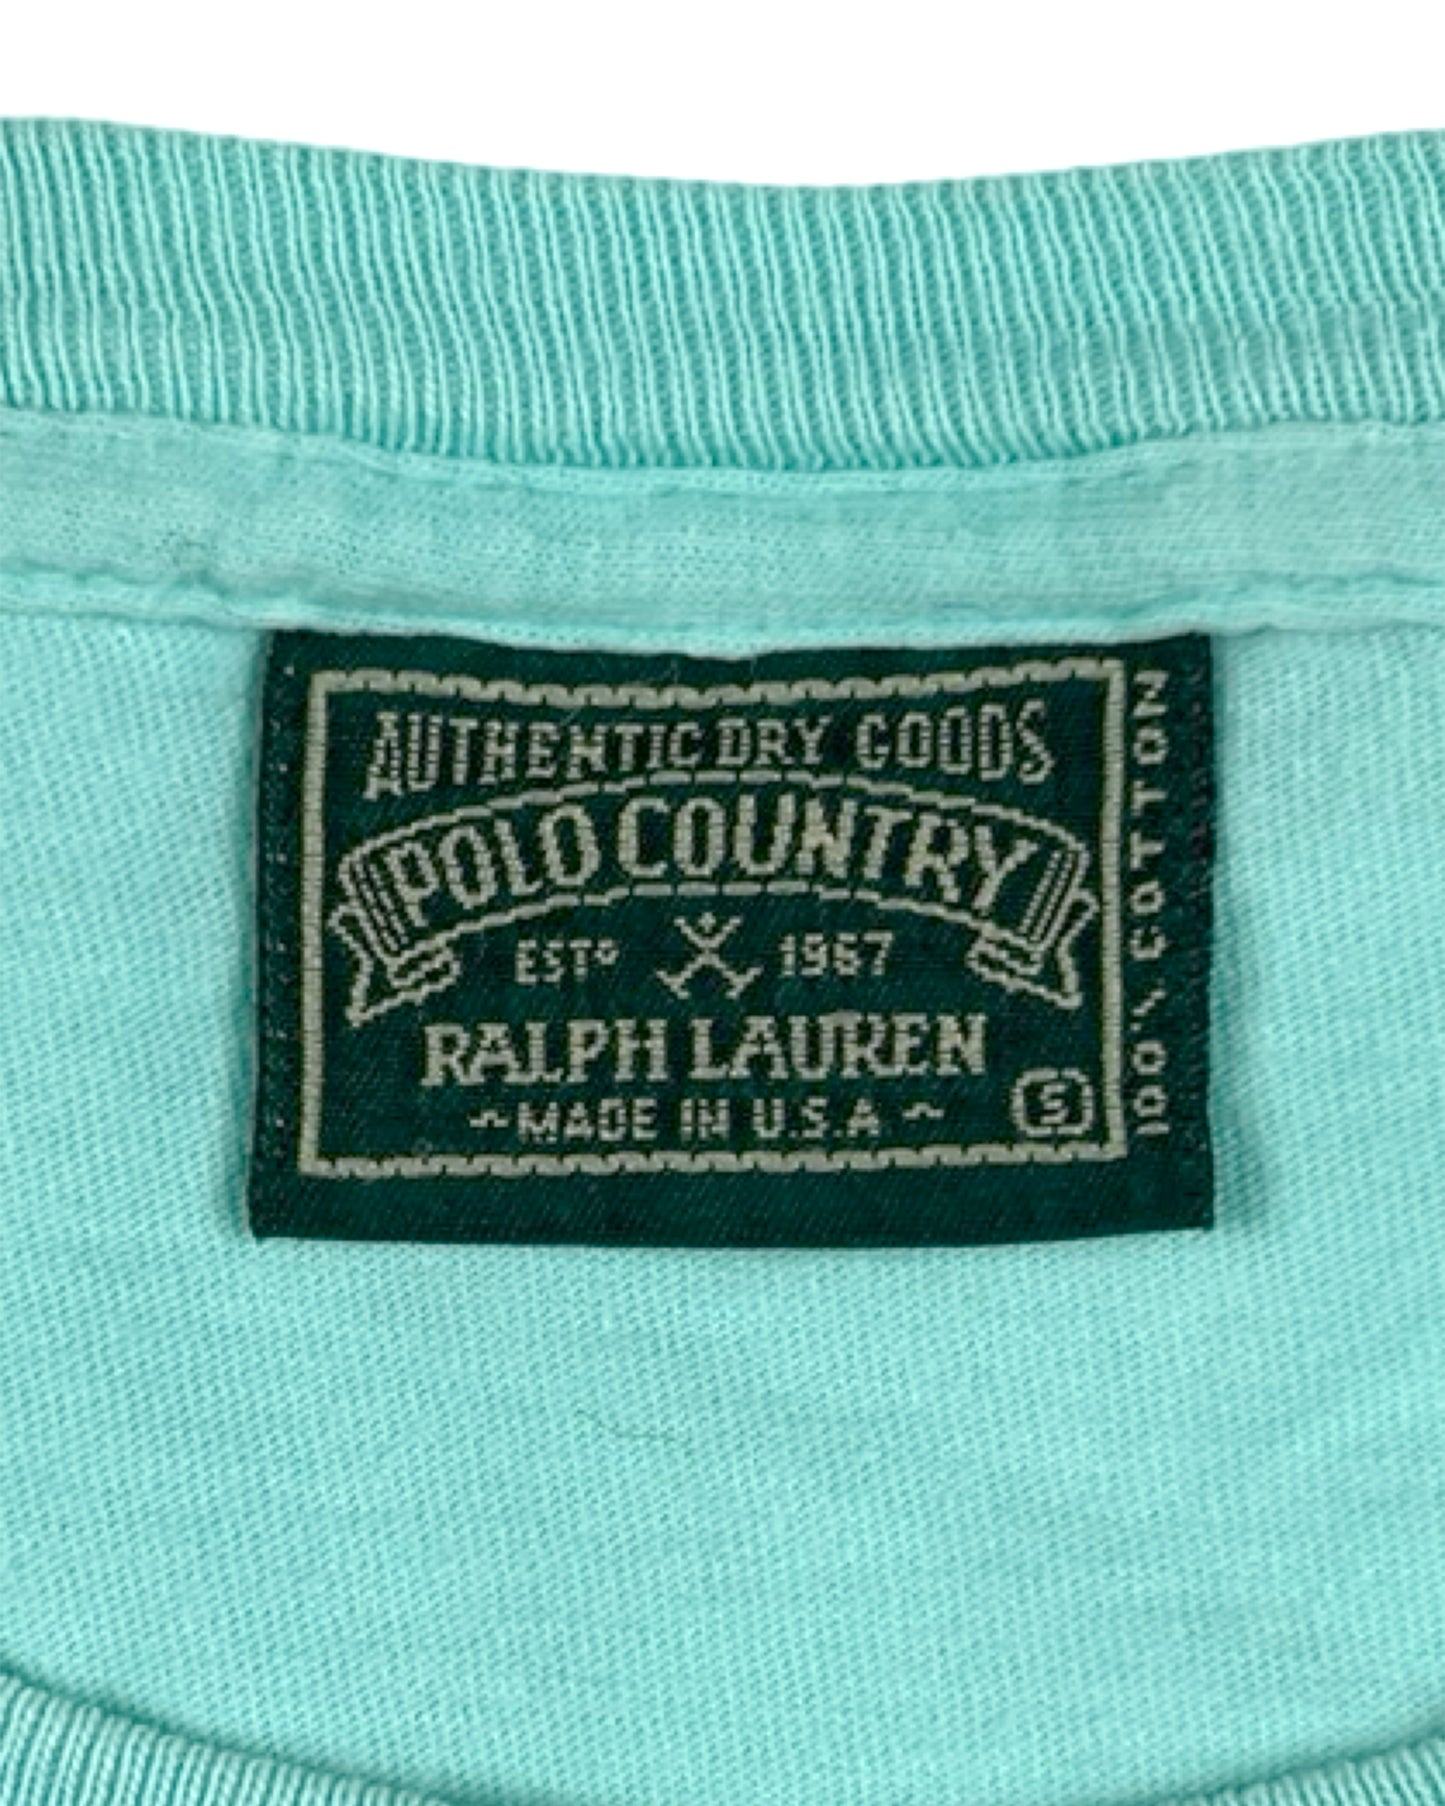 AUTHENTIC DRY GOODS
POLO COUNTRY
ESTD 1967
RALPH LAUREN
~MADE IN U.S.A~
S
100% COTTON